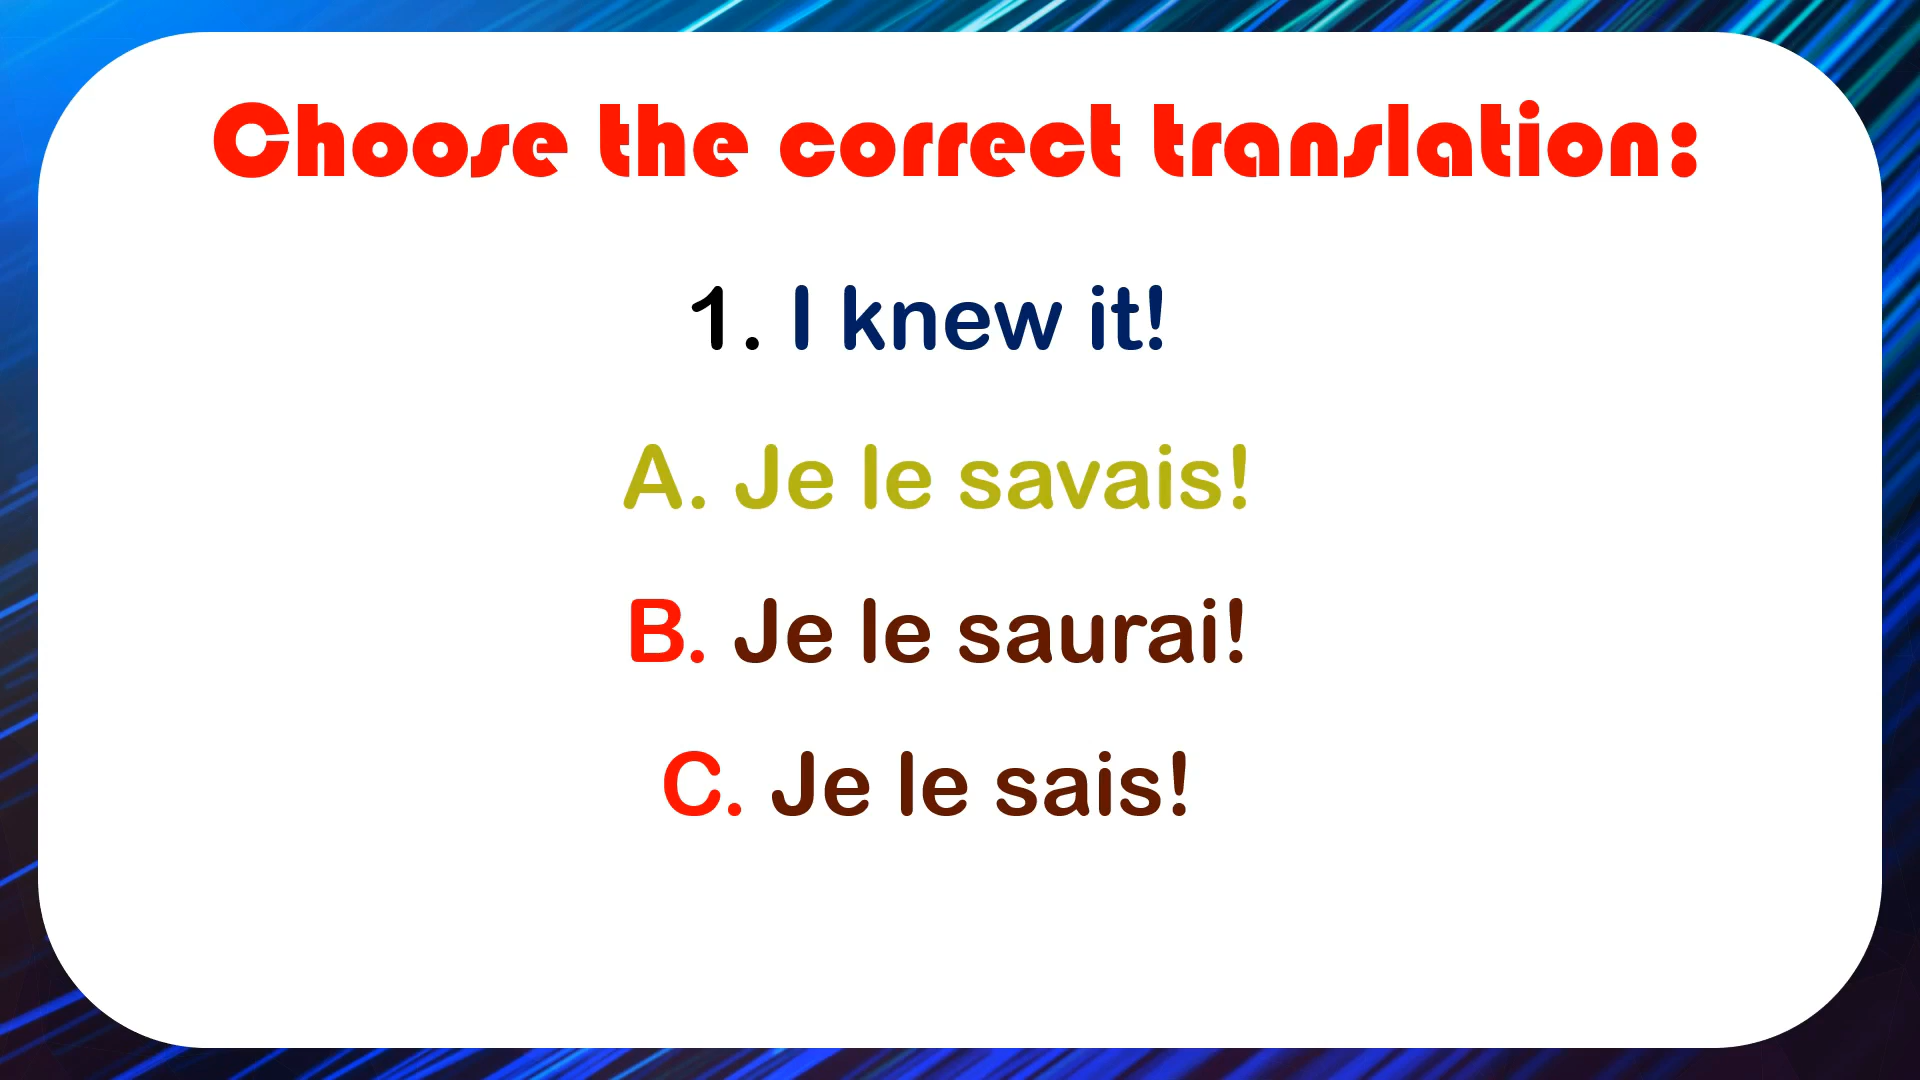 Choose the correct translation:
1. I knew it!
A. Je le savais!
B. Je le saurai!
C. Je le sais!